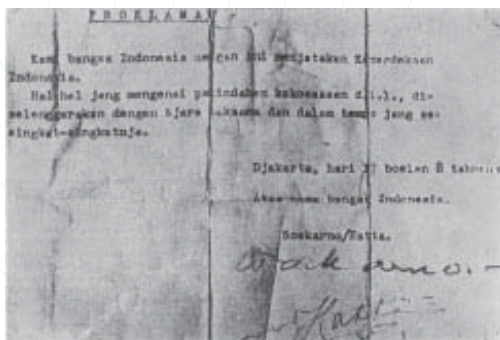 PROKLAMASI
Kami bangsa Indonesia dengan ini menjatakan Kemerdekaan
Indonesia.
Hal-hal jang mengenai pemindahan kekoeasaan d.l.l., di-
selenggarakan dengan tjara saksama dan dalam tempo jang se-
singkat-singkatnja.
Djakarta, hari 17 boelan 8 tahoen
Atas nama bangsa Indonesia.
Soekarno/Hatta.
Soekarno.
Hatta